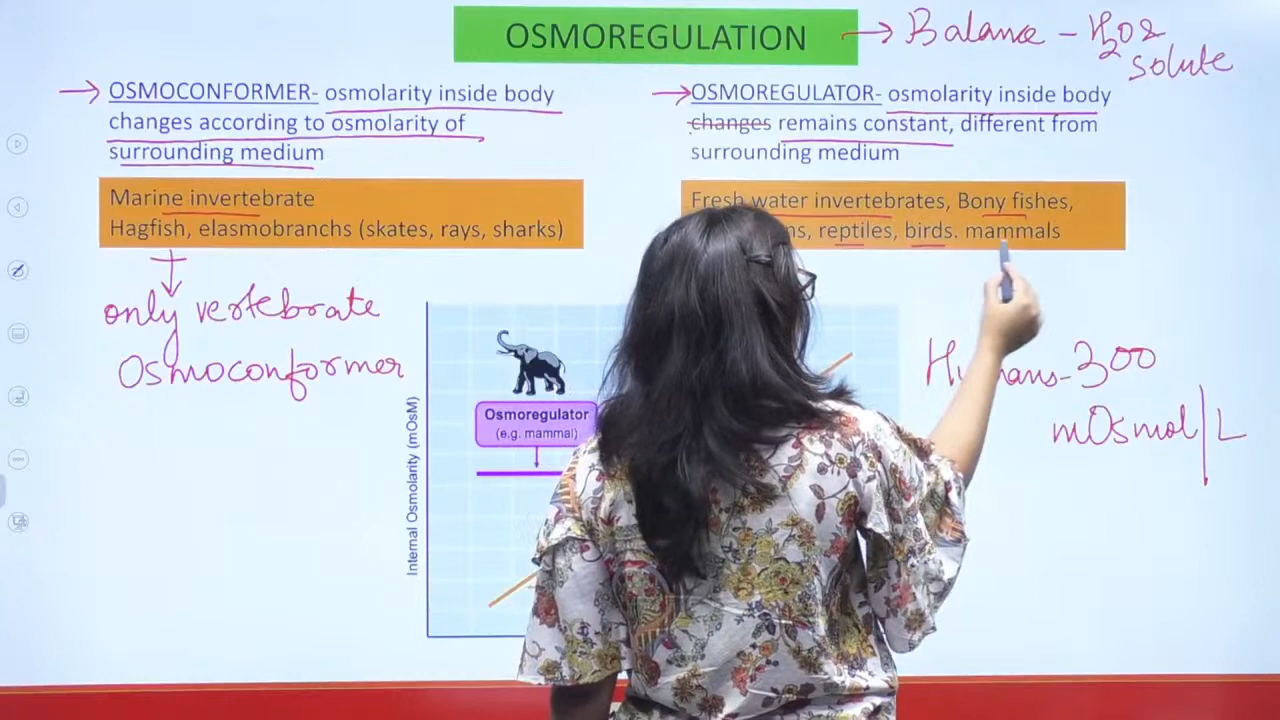 OSMOREGULATION → Balance - H2O &
solute
→ OSMOCONFORMER- osmolarity inside body
changes according to osmolarity of
surrounding medium
Marine invertebrate
Hagfish, elasmobranchs (skates, rays, sharks)
only vertebrate
Osmoconformer
→ OSMOREGULATOR- osmolarity inside body
changes remains constant, different from
surrounding medium
Fresh water invertebrates, Bony fishes,
reptiles, birds. mammals
Humans-300
mOsmol/L
Osmoregulator
(e.g. mammal)
Internal Osmolarity (mOsM)